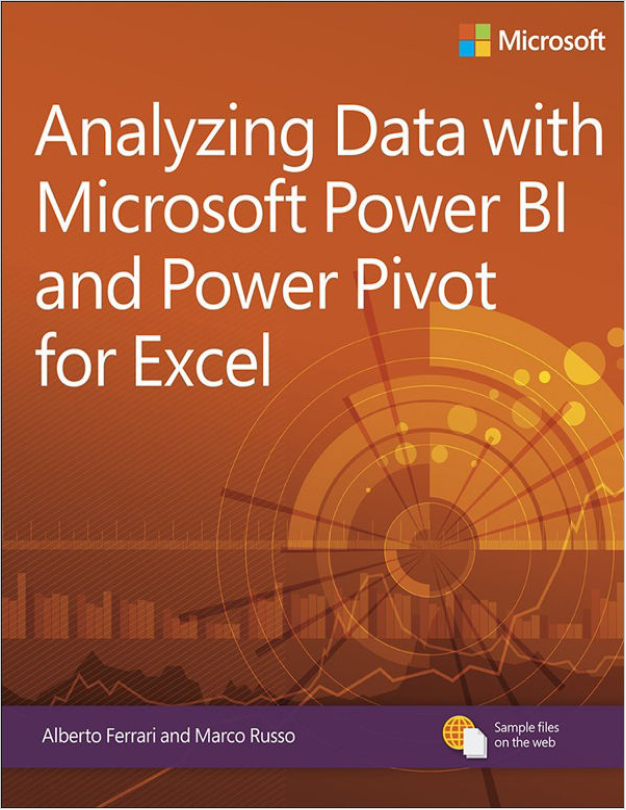 Microsoft
Analyzing Data with
Microsoft Power BI
and Power Pivot
for Excel
Alberto Ferrari and Marco Russo
Sample files
on the web